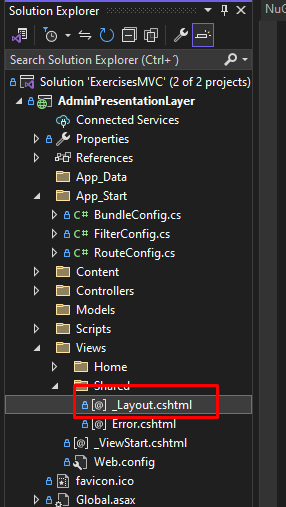 NuG
Solution Explorer
Search Solution Explorer (Ctrl+´)
Solution 'ExercisesMVC' (2 of 2 projects)
AdminPresentationLayer
Connected Services
Properties
References
App_Data
App_Start
C# BundleConfig.cs
C# FilterConfig.cs
C# RouteConfig.cs
Content
Controllers
Models
Scripts
Views
Home
Shared
[@] _Layout.cshtml
[@] Error.cshtml
[@] _ViewStart.cshtml
Web.config
favicon.ico
Global.asax